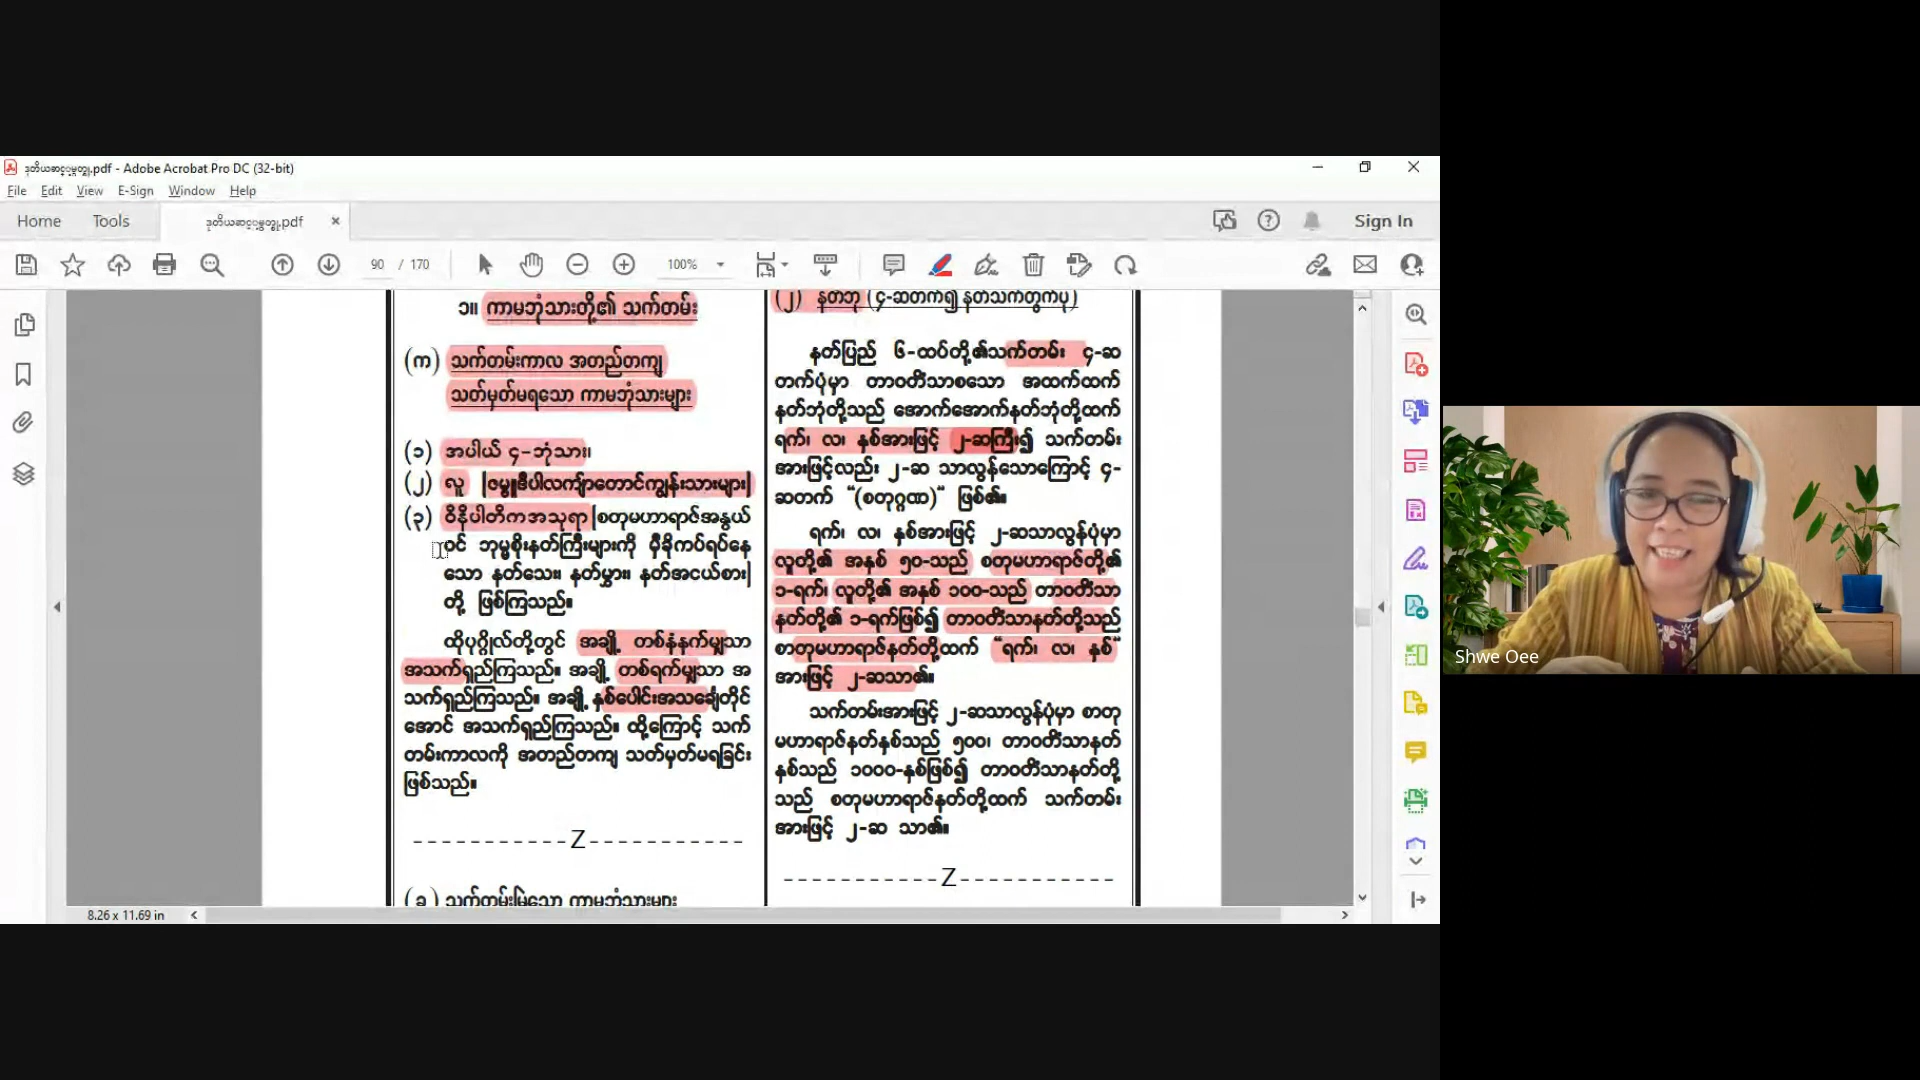 ဒုတိယဆင့်မှတ်စု.pdf - Adobe Acrobat Pro DC (32-bit)
File Edit View E-Sign Window Help
Home Tools
.pdf ×
Sign In
90 / 170
100%
၁။ ကာမဘုံသားတို့၏ သက်တမ်း
(က) သက်တမ်းကာလ အတည်တကျ
သတ်မှတ်မရသော ကာမဘုံသားများ
(၁) အပါယ် ၄-ဘုံသား၊
(၂) လူ [ဇမ္ဗူဒီပါလက်ျာတောင်ကျွန်းသားများ]
(၃) ဝိနိပါတိကအသုရာ [စတုမဟာရာဇ်အနွယ်
ဝင် ဘုမ္မစိုးနတ်ကြီးများကို မှီခိုကပ်ရပ်နေ
သော နတ်သေး၊ နတ်မွှား၊ နတ်အငယ်စား]
တို့ ဖြစ်ကြသည်။
ထိုပုဂ္ဂိုလ်တို့တွင် အချို့ တစ်နံနက်မျှသာ
အသက်ရှည်ကြသည်။ အချို့ တစ်ရက်မျှသာ အ
သက်ရှည်ကြသည်။ အချို့ နှစ်ပေါင်းအသင်္ချေတိုင်
အောင် အသက်ရှည်ကြသည်။ ထို့ကြောင့် သက်
တမ်းကာလကို အတည်တကျ သတ်မှတ်မရခြင်း
ဖြစ်သည်။
- - - - - - - - - - - Z - - - - - - - - - - -
(ခ) သက်တမ်းမြဲသော ကာမဘုံသားများ
(၂) နတ်ဘုံ (၄-ဆတက်၍ နတ်သက်တွက်ပုံ)
နတ်ပြည် ၆-ထပ်တို့၏သက်တမ်း ၄-ဆ
တက်ပုံမှာ တာဝတိံသာစသော အထက်ထက်
နတ်ဘုံတို့သည် အောက်အောက်နတ်ဘုံတို့ထက်
ရက်၊ လ၊ နှစ်အားဖြင့် ၂-ဆကြီး၍ သက်တမ်း
အားဖြင့်လည်း ၂-ဆ သာလွန်သောကြောင့် ၄-
ဆတက် “(စတုဂ္ဂုဏ)“ ဖြစ်၏။
ရက်၊ လ၊ နှစ်အားဖြင့် ၂-ဆသာလွန်ပုံမှာ
လူတို့၏ အနှစ် ၅၀-သည် စတုမဟာရာဇ်တို့၏
၁-ရက်၊ လူတို့၏ အနှစ် ၁၀၀-သည် တာဝတိံသာ
နတ်တို့၏ ၁-ရက်ဖြစ်၍ တာဝတိံသာနတ်တို့သည်
စာတုမဟာရာဇ်နတ်တို့ထက် “ရက်၊ လ၊ နှစ်“
အားဖြင့် ၂-ဆသာ၏။
သက်တမ်းအားဖြင့် ၂-ဆသာလွန်ပုံမှာ စာတု
မဟာရာဇ်နတ်နှစ်သည် ၅၀၀၊ တာဝတိံသာနတ်
နှစ်သည် ၁၀၀၀-နှစ်ဖြစ်၍ တာဝတိံသာနတ်တို့
သည် စတုမဟာရာဇ်နတ်တို့ထက် သက်တမ်း
အားဖြင့် ၂-ဆ သာ၏။
- - - - - - - - - - - Z - - - - - - - - - - -
8.26 x 11.69 in
Shwe Oee